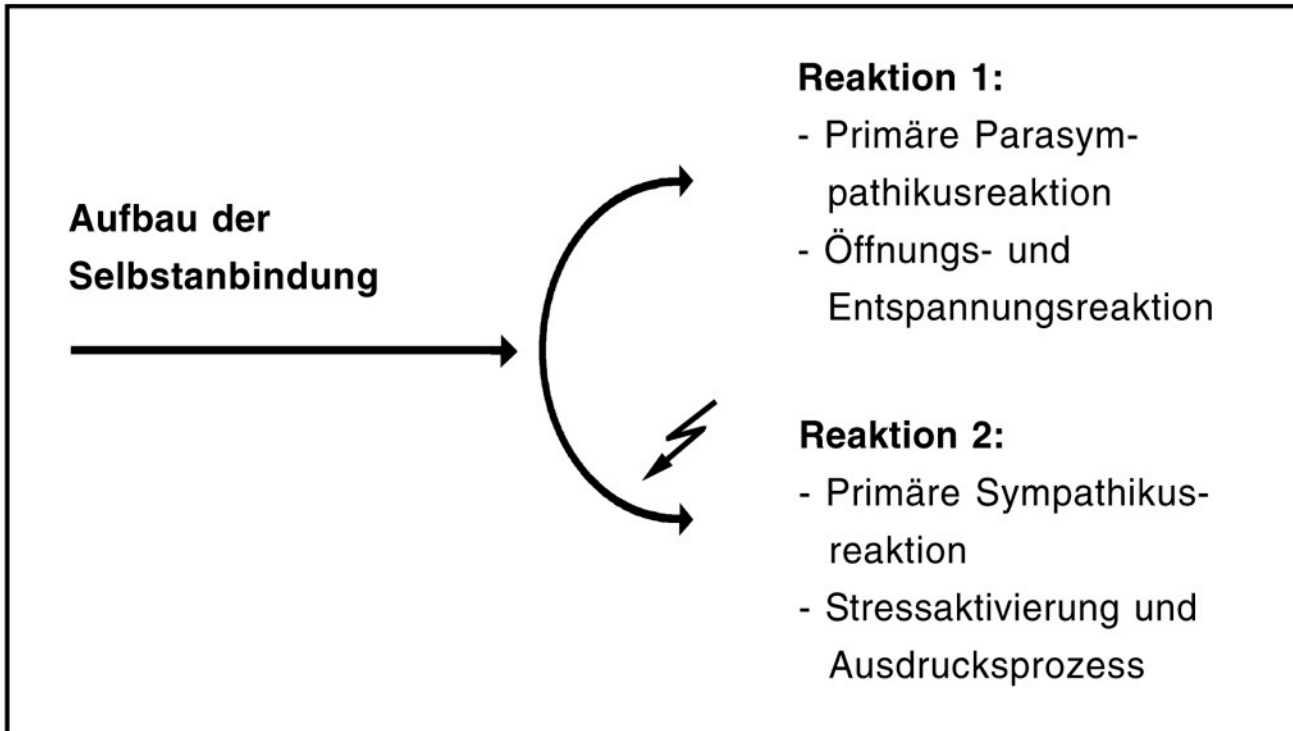 Aufbau der
Selbstanbindung
Reaktion 1:
- Primäre Parasym-
pathikusreaktion
- Öffnungs- und
Entspannungsreaktion
Reaktion 2:
- Primäre Sympathikus-
reaktion
- Stressaktivierung und
Ausdrucksprozess